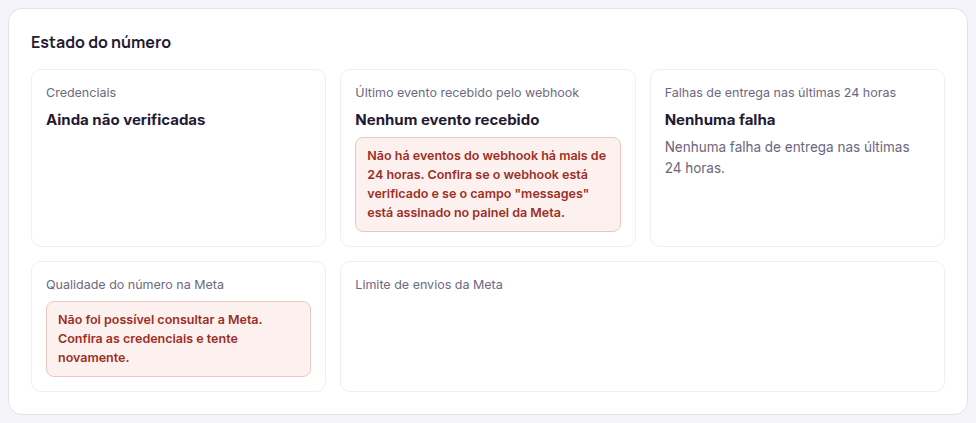 Estado do número
Credenciais
Ainda não verificadas
Último evento recebido pelo webhook
Nenhum evento recebido
Não há eventos do webhook há mais de
24 horas. Confira se o webhook está
verificado e se o campo "messages"
está assinado no painel da Meta.
Falhas de entrega nas últimas 24 horas
Nenhuma falha
Nenhuma falha de entrega nas últimas
24 horas.
Qualidade do número na Meta
Não foi possível consultar a Meta.
Confira as credenciais e tente
novamente.
Limite de envios da Meta